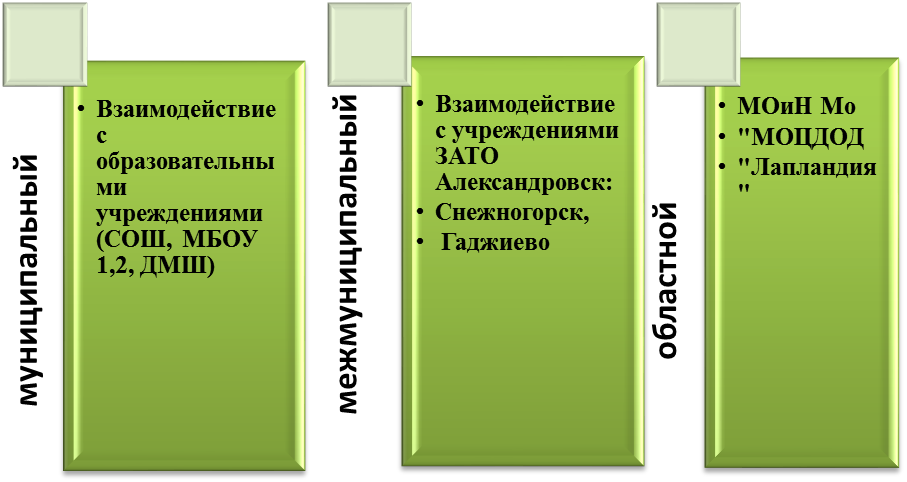 муниципальный
• Взаимодействие
с
образовательны
ми
учреждениями
(СОШ, МБОУ
1,2, ДМШ)
межмуниципальный
• Взаимодействие
с учреждениями
ЗАТО
Александровск:
• Снежногорск,
• Гаджиево
областной
• МОиН Мо
• "МОЦДОД
• "Лапландия
"